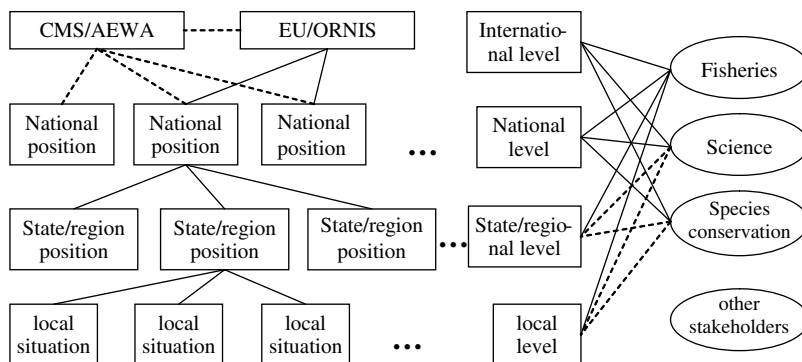 CMS/AEWA
EU/ORNIS
Internatio-
nal level
Fisheries
National
position
National
position
National
position
...
National
level
Science
State/region
position
State/region
position
State/region
position
...
State/regio-
nal level
Species
conservation
local
situation
local
situation
local
situation
...
local
level
other
stakeholders